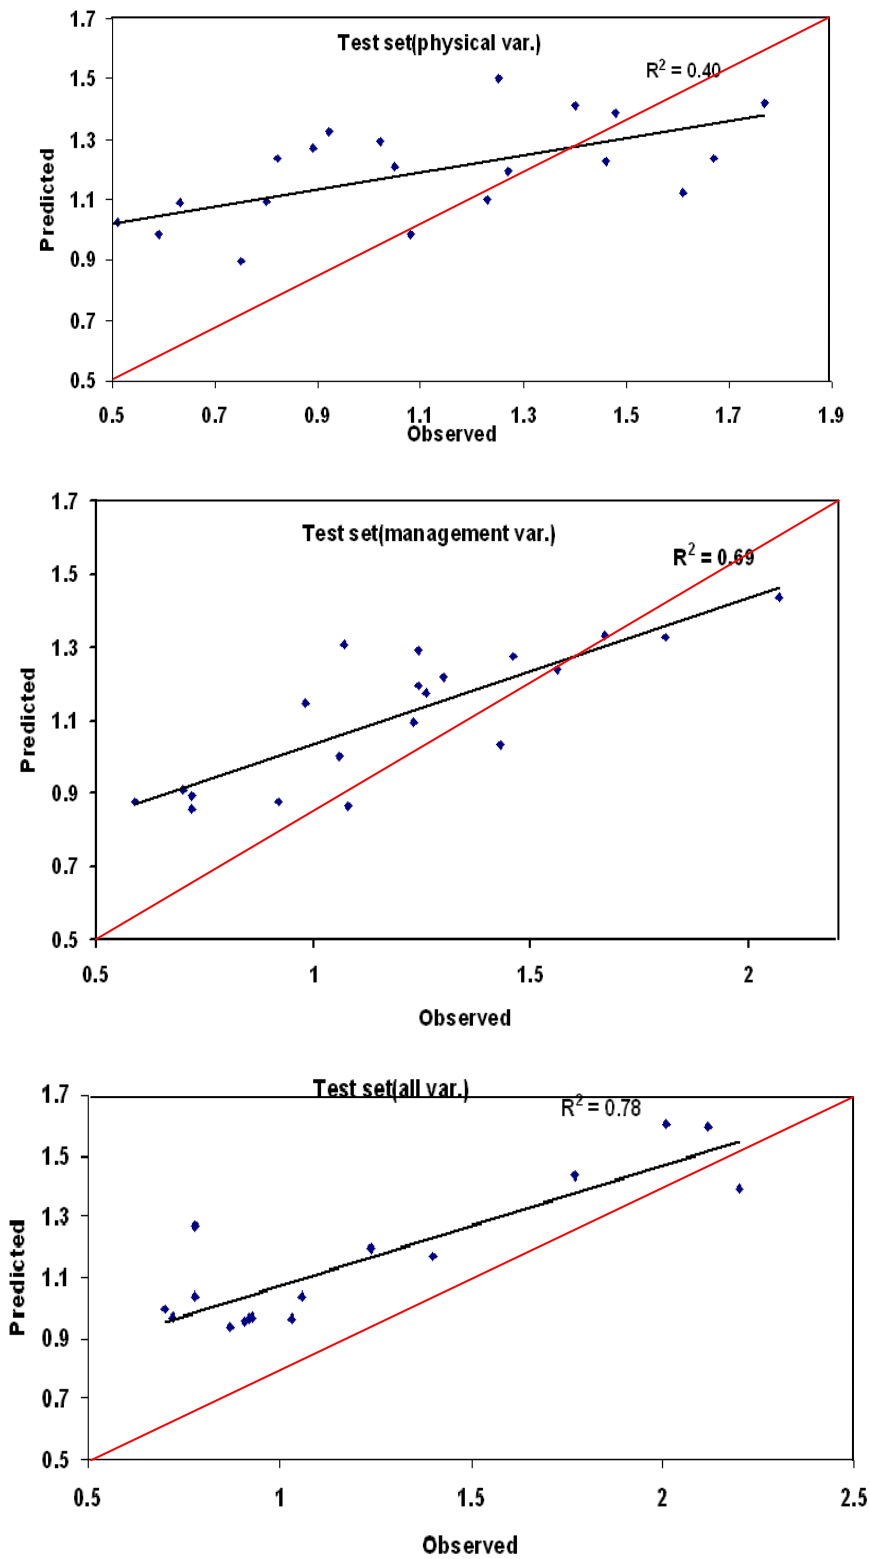 Test set(physical var.)
R2 = 0.40
Predicted
1.7
1.5
1.3
1.1
0.9
0.7
0.5
0.5 0.7 0.9 1.1 1.3 1.5 1.7 1.9
Observed
Test set(management var.)
R2 = 0.69
Predicted
1.7
1.5
1.3
1.1
0.9
0.7
0.5
0.5 1 1.5 2
Observed
Test set(all var.)
R2 = 0.78
Predicted
1.7
1.5
1.3
1.1
0.9
0.7
0.5
0.5 1 1.5 2 2.5
Observed